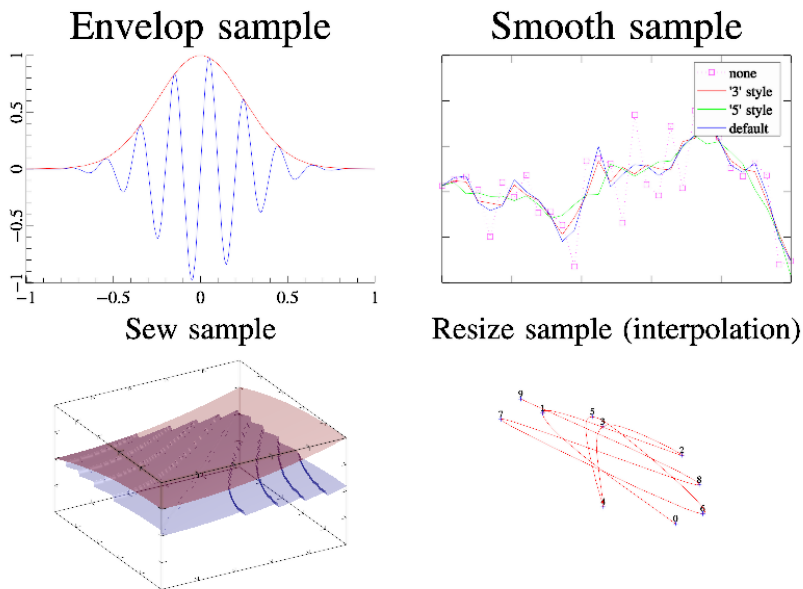 Envelop sample
Smooth sample
1
0.5
0
−0.5
−1
−1
−0.5
0
0.5
1
none
'3' style
'5' style
default
Sew sample
Resize sample (interpolation)
9
1
7
5
3
2
8
4
6
0